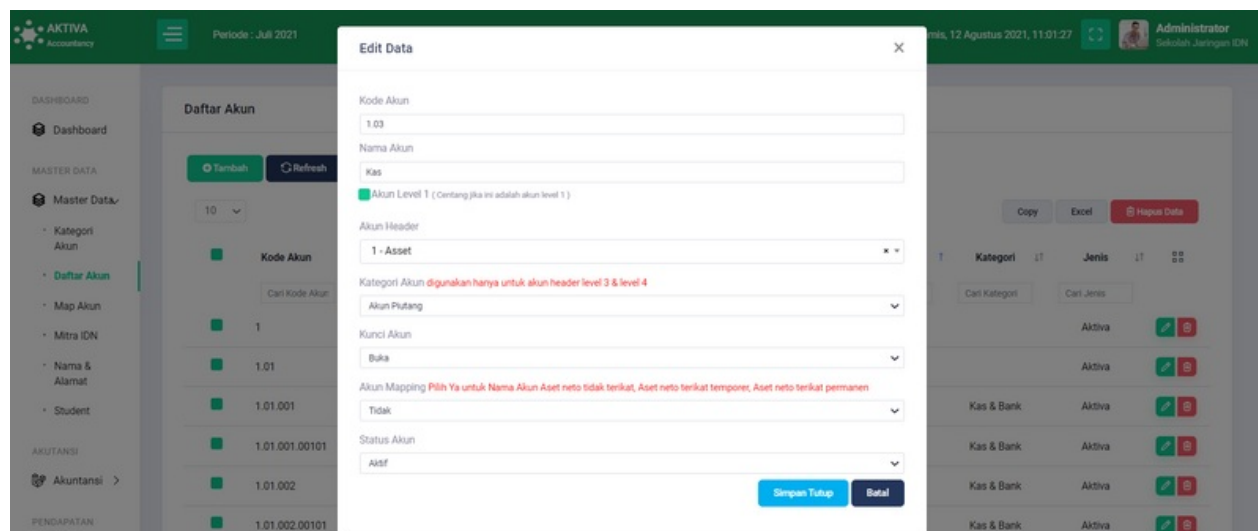 AKTIVA
Accountancy
Periode : Juli 2021
mis, 12 Agustus 2021, 11:01:27
Administrator
Sekolah Jaringan IDN
DASHBOARD
Dashboard
MASTER DATA
Master Data
Kategori
Akun
Daftar Akun
Map Akun
Mitra IDN
Nama &
Alamat
Student
AKUTANSI
Akuntansi
PENDAPATAN
Daftar Akun
Tambah
Refresh
10
Copy
Excel
Hapus Data
Kode Akun
Kategori
Jenis
Cari Kode Akun
Cari Kategori
Cari Jenis
1
Aktiva
1.01
Aktiva
1.01.001
Kas & Bank
Aktiva
1.01.001.00101
Kas & Bank
Aktiva
1.01.002
Kas & Bank
Aktiva
1.01.002.00101
Kas & Bank
Aktiva
Edit Data
Kode Akun
1.03
Nama Akun
Kas
Akun Level 1 ( Centang jika ini adalah akun level 1 )
Akun Header
1 - Asset
Kategori Akun digunakan hanya untuk akun header level 3 & level 4
Akun Piutang
Kunci Akun
Buka
Akun Mapping Pilih Ya untuk Nama Akun Aset neto tidak terikat, Aset neto terikat temporer, Aset neto terikat permanen
Tidak
Status Akun
Aktif
Simpan Tutup
Batal